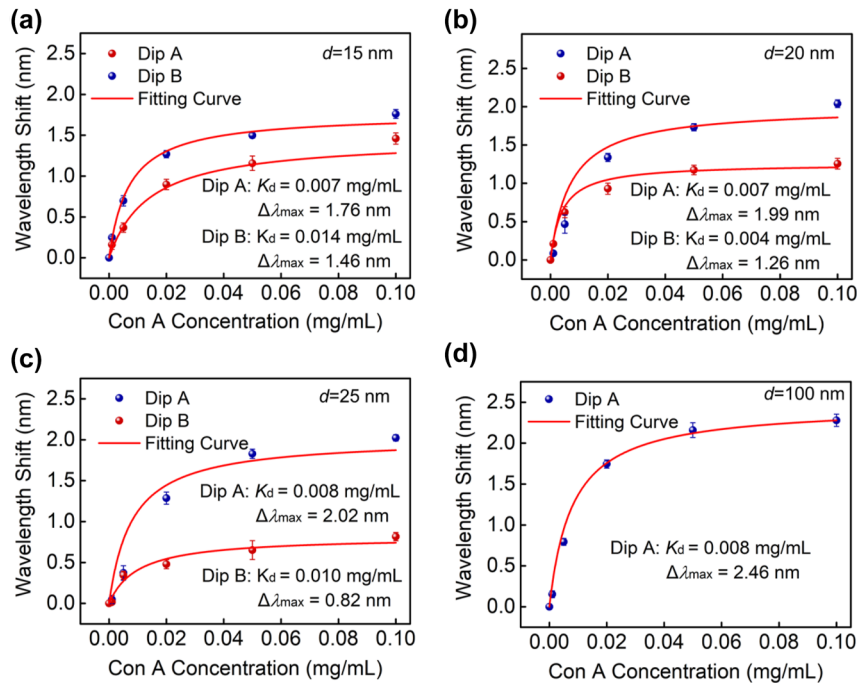 (a)
2.5
2.0
1.5
1.0
0.5
0.0
Wavelength Shift (nm)
Dip A
Dip B
Fitting Curve
d=15 nm
Dip A: Kd = 0.007 mg/mL
Δλmax = 1.76 nm
Dip B: Kd = 0.014 mg/mL
Δλmax = 1.46 nm
0.00 0.02 0.04 0.06 0.08 0.10
Con A Concentration (mg/mL)
(b)
2.5
2.0
1.5
1.0
0.5
0.0
Wavelength Shift (nm)
Dip A
Dip B
Fitting Curve
d=20 nm
Dip A: Kd = 0.007 mg/mL
Δλmax = 1.99 nm
Dip B: Kd = 0.004 mg/mL
Δλmax = 1.26 nm
0.00 0.02 0.04 0.06 0.08 0.10
Con A Concentration (mg/mL)
(c)
2.5
2.0
1.5
1.0
0.5
0.0
Wavelength Shift (nm)
Dip A
Dip B
Fitting Curve
d=25 nm
Dip A: Kd = 0.008 mg/mL
Δλmax = 2.02 nm
Dip B: Kd = 0.010 mg/mL
Δλmax = 0.82 nm
0.00 0.02 0.04 0.06 0.08 0.10
Con A Concentration (mg/mL)
(d)
2.5
2.0
1.5
1.0
0.5
0.0
Wavelength Shift (nm)
Dip A
Fitting Curve
d=100 nm
Dip A: Kd = 0.008 mg/mL
Δλmax = 2.46 nm
0.00 0.02 0.04 0.06 0.08 0.10
Con A Concentration (mg/mL)